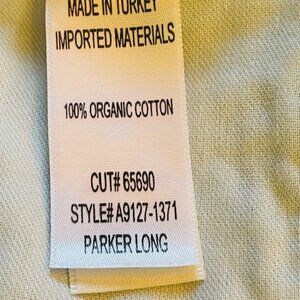 MADE IN TURKEY
IMPORTED MATERIALS
100% ORGANIC COTTON
CUT# 65690
STYLE# A9127-1371
PARKER LONG